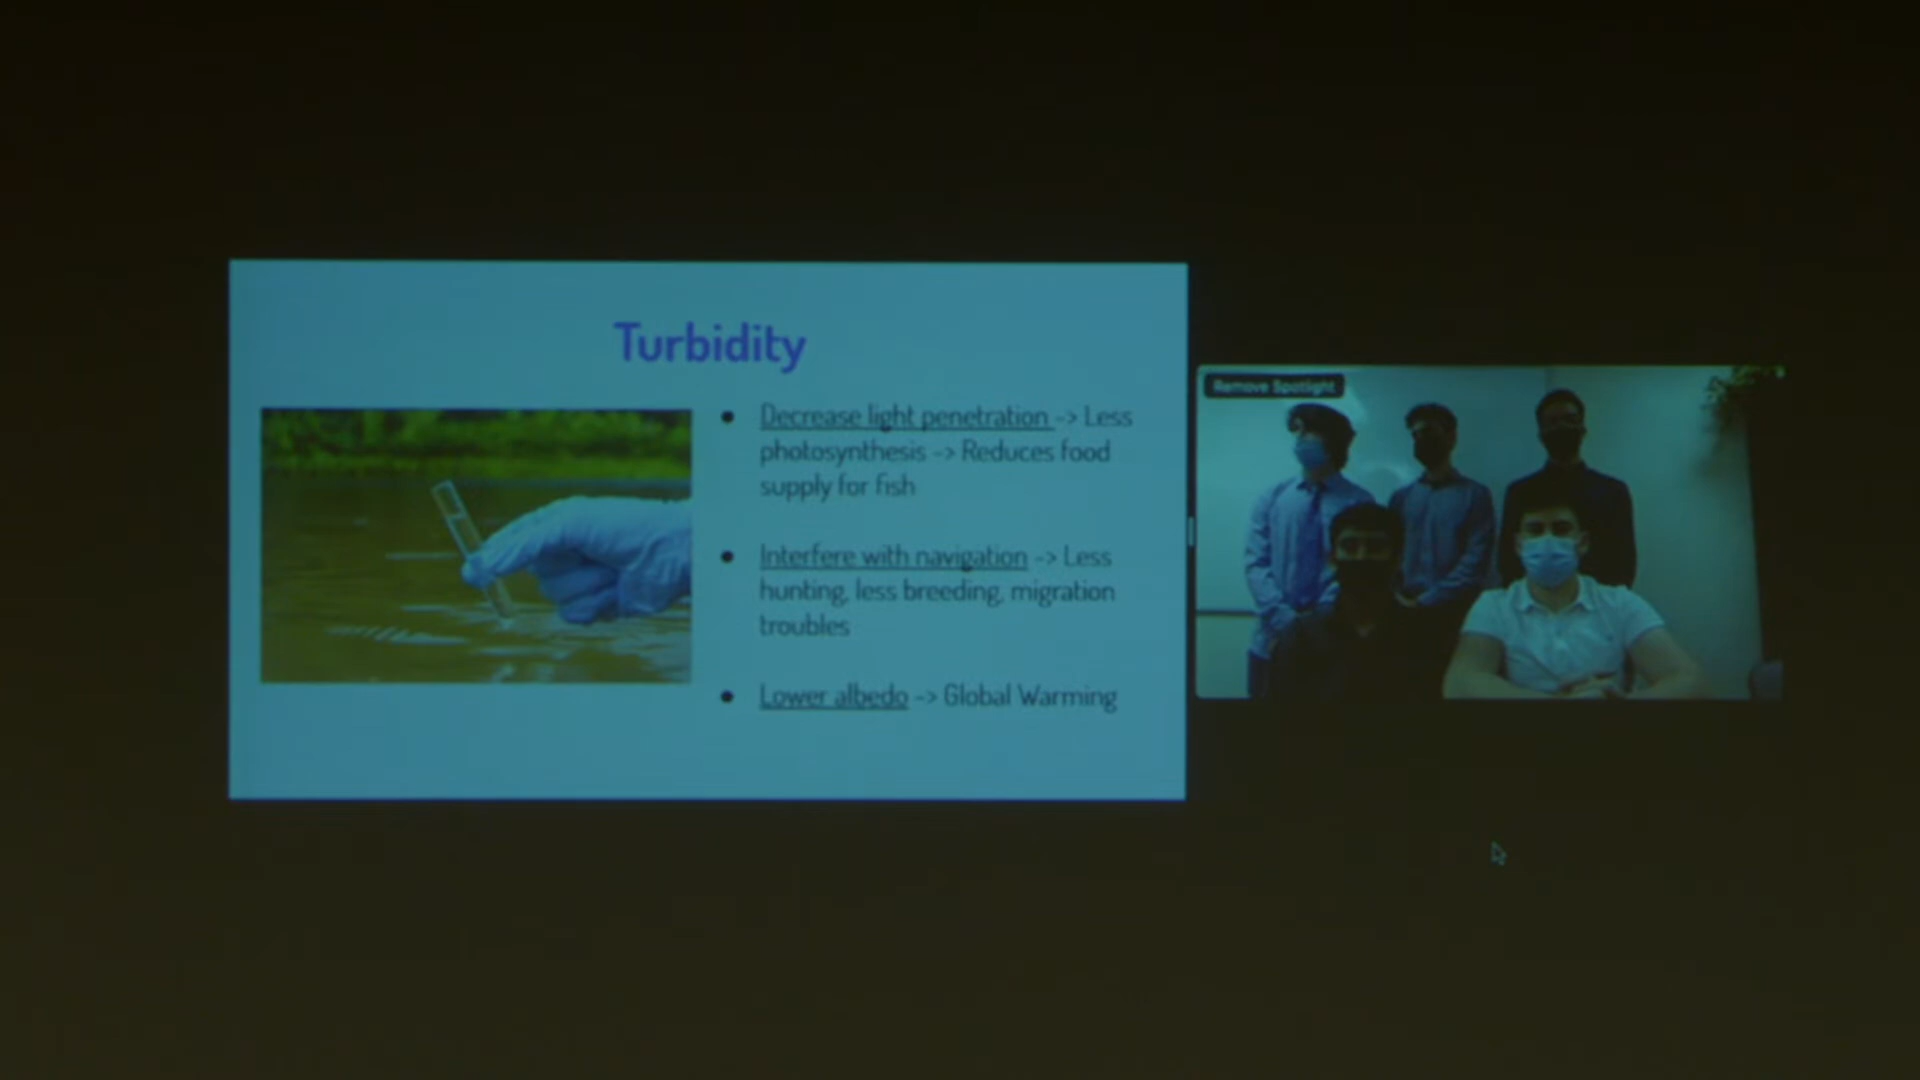 Turbidity
Decrease light penetration -> Less
photosynthesis -> Reduces food
supply for fish
Interfere with navigation -> Less
hunting, less breeding, migration
troubles
Lower albedo -> Global Warming
Remove Spotlight